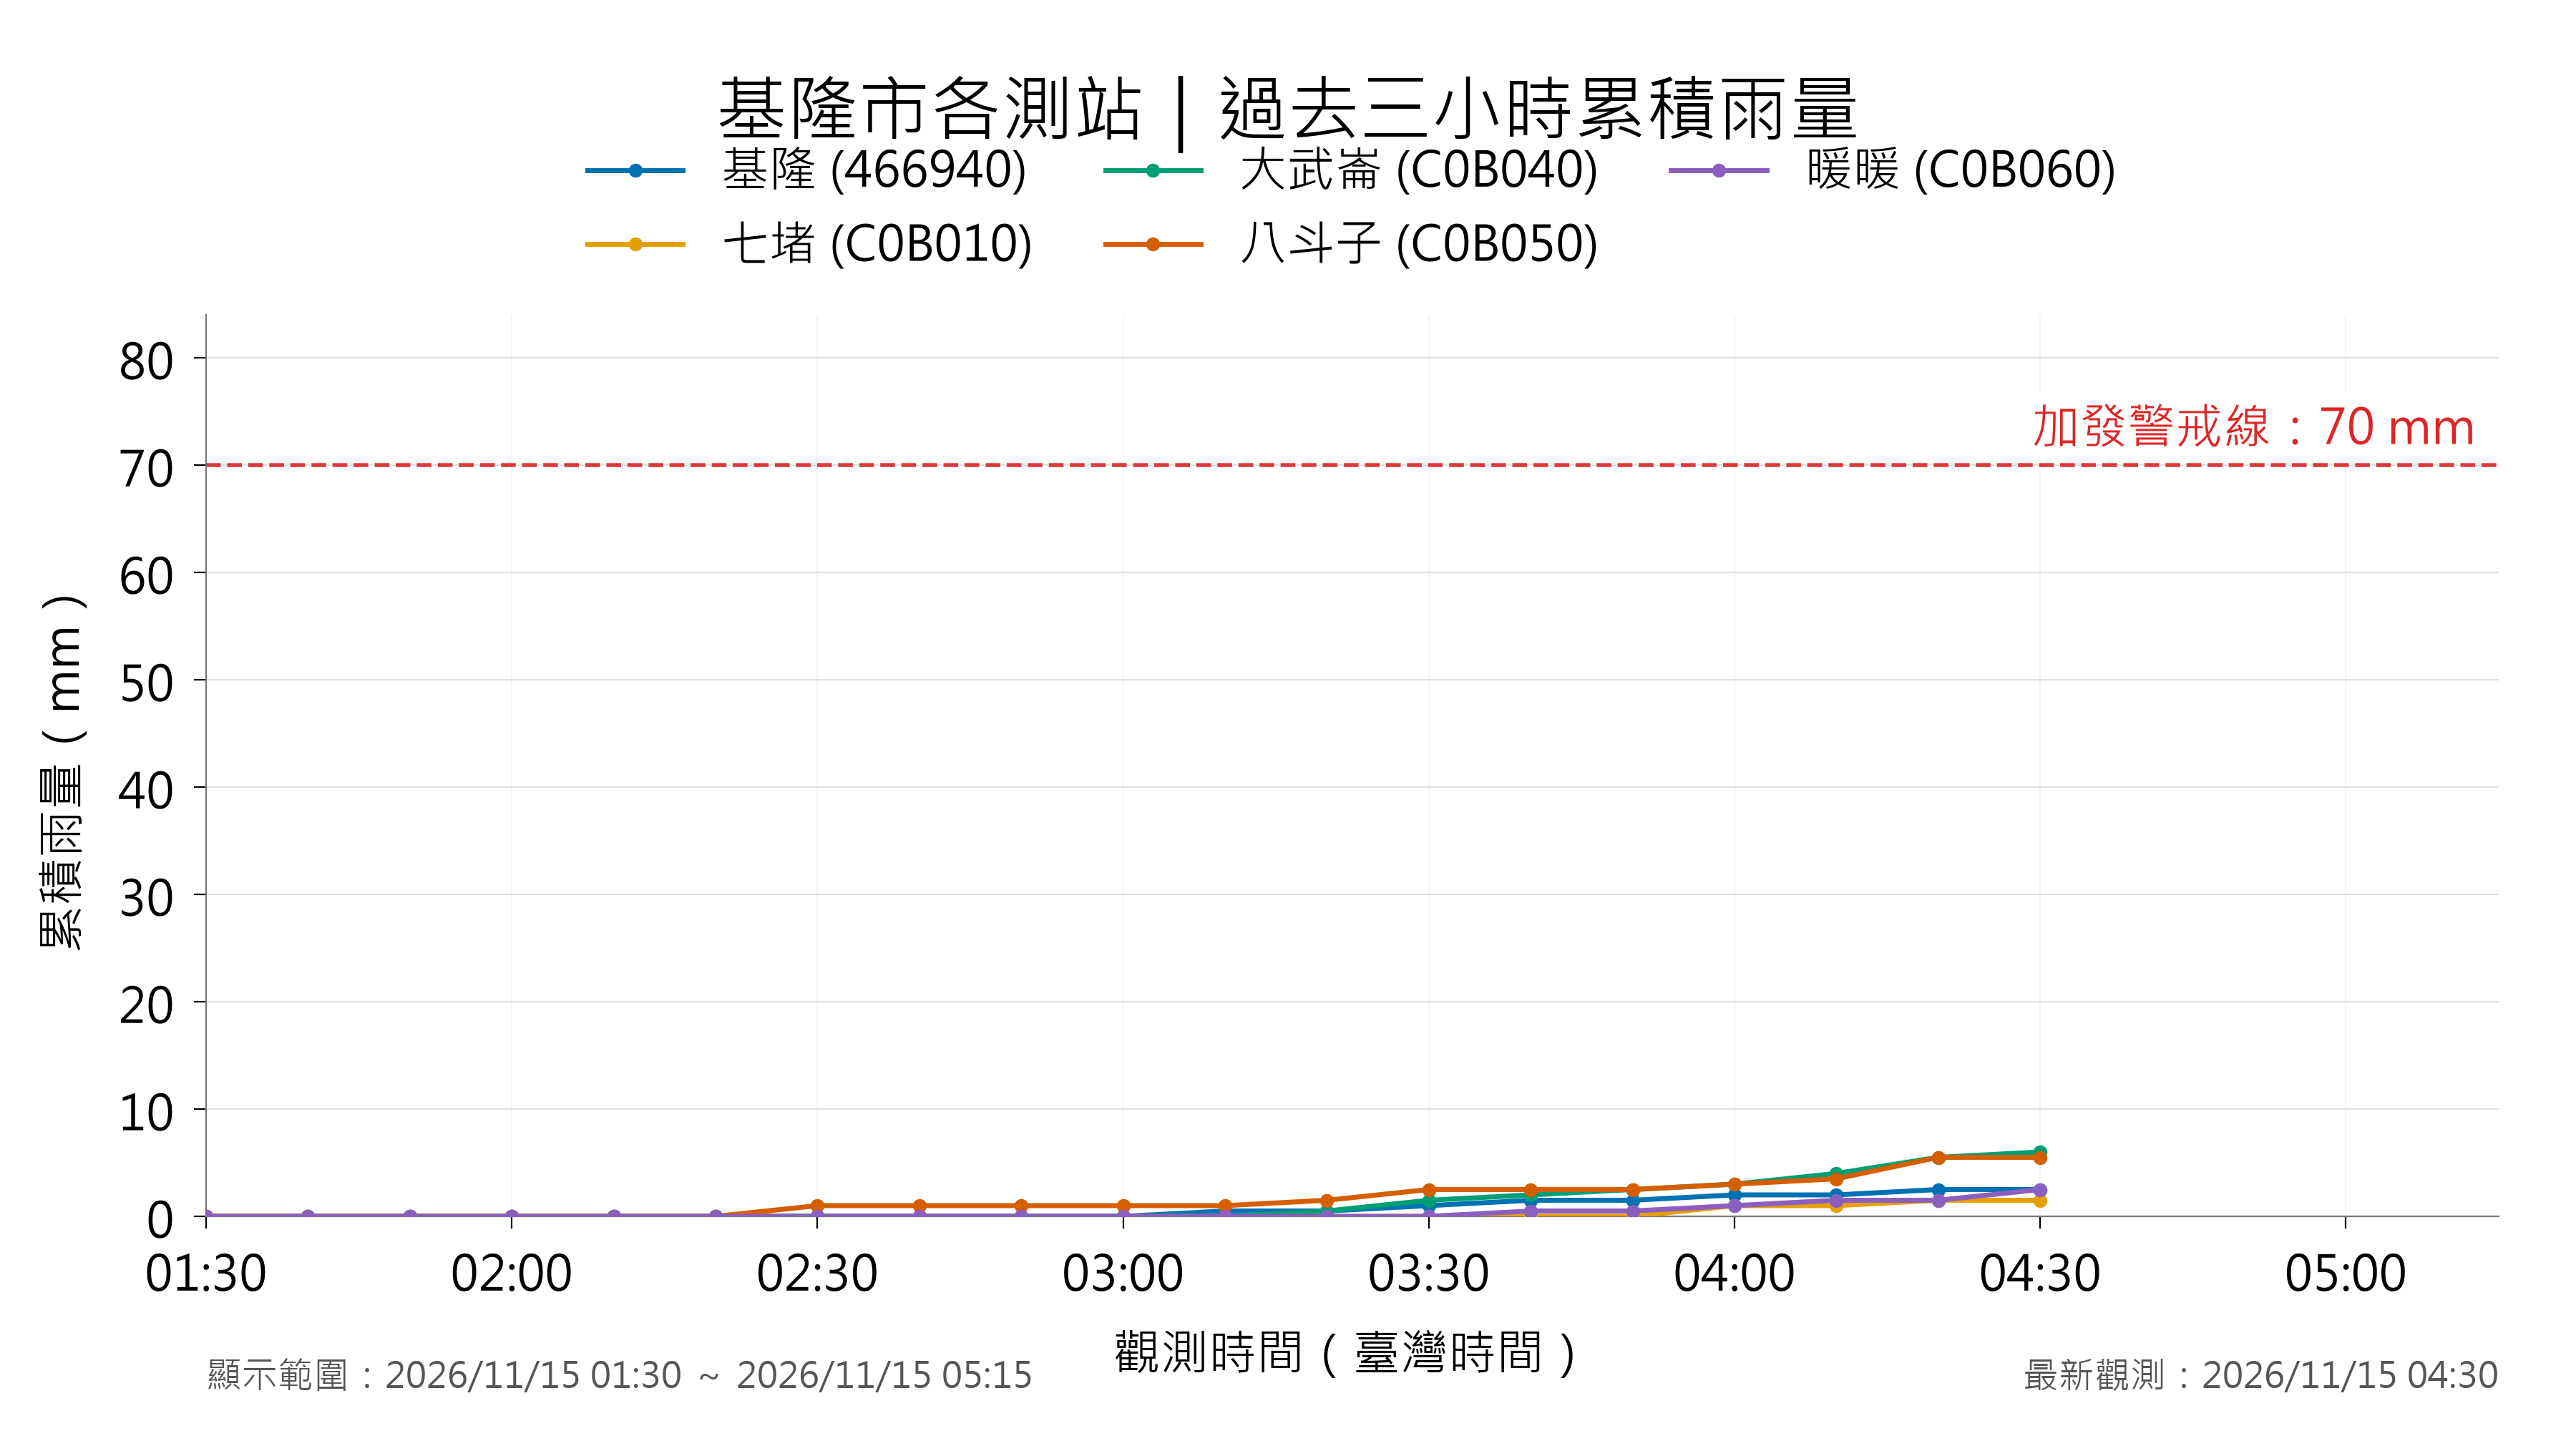 基隆市各測站｜過去三小時累積雨量
基隆 (466940)
大武崙 (C0B040)
暖暖 (C0B060)
七堵 (C0B010)
八斗子 (C0B050)
加發警戒線：70 mm
80
70
60
50
40
30
20
10
0
累積雨量（mm）
01:30
02:00
02:30
03:00
03:30
04:00
04:30
05:00
觀測時間（臺灣時間）
顯示範圍：2026/11/15 01:30 ~ 2026/11/15 05:15
最新觀測：2026/11/15 04:30